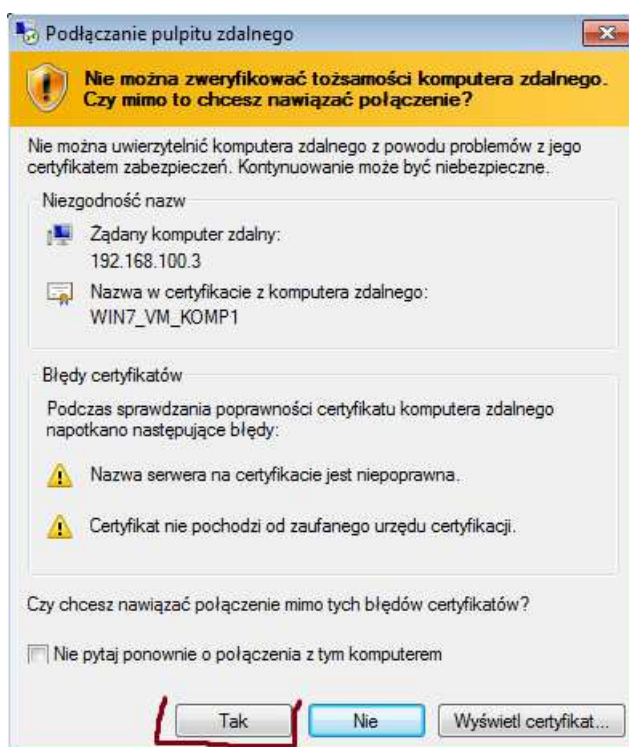 Podłączanie pulpitu zdalnego
Nie można zweryfikować tożsamości komputera zdalnego.
Czy mimo to chcesz nawiązać połączenie?
Nie można uwierzytelnić komputera zdalnego z powodu problemów z jego
certyfikatem zabezpieczeń. Kontynuowanie może być niebezpieczne.
Niezgodność nazw
Żądany komputer zdalny:
192.168.100.3
Nazwa w certyfikacie z komputera zdalnego:
WIN7_VM_KOMP1
Błędy certyfikatów
Podczas sprawdzania poprawności certyfikatu komputera zdalnego
napotkano następujące błędy:
Nazwa serwera na certyfikacie jest niepoprawna.
Certyfikat nie pochodzi od zaufanego urzędu certyfikacji.
Czy chcesz nawiązać połączenie mimo tych błędów certyfikatów?
Nie pytaj ponownie o połączenia z tym komputerem
Tak Nie Wyświetl certyfikat...